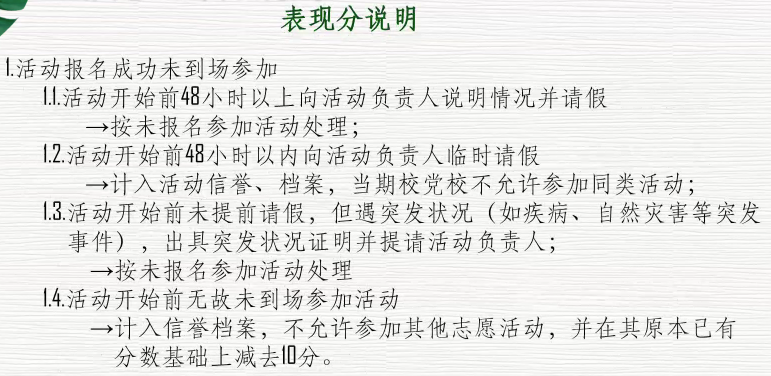 表现分说明
1.活动报名成功未到场参加
1.1.活动开始前48小时以上向活动负责人说明情况并请假
→按未报名参加活动处理；
1.2.活动开始前48小时以内向活动负责人临时请假
→计入活动信誉、档案，当期校党校不允许参加同类活动；
1.3.活动开始前未提前请假，但遇突发状况（如疾病、自然灾害等突发
事件），出具突发状况证明并提请活动负责人；
→按未报名参加活动处理
1.4.活动开始前无故未到场参加活动
→计入信誉档案，不允许参加其他志愿活动，并在其原本已有
分数基础上减去10分。